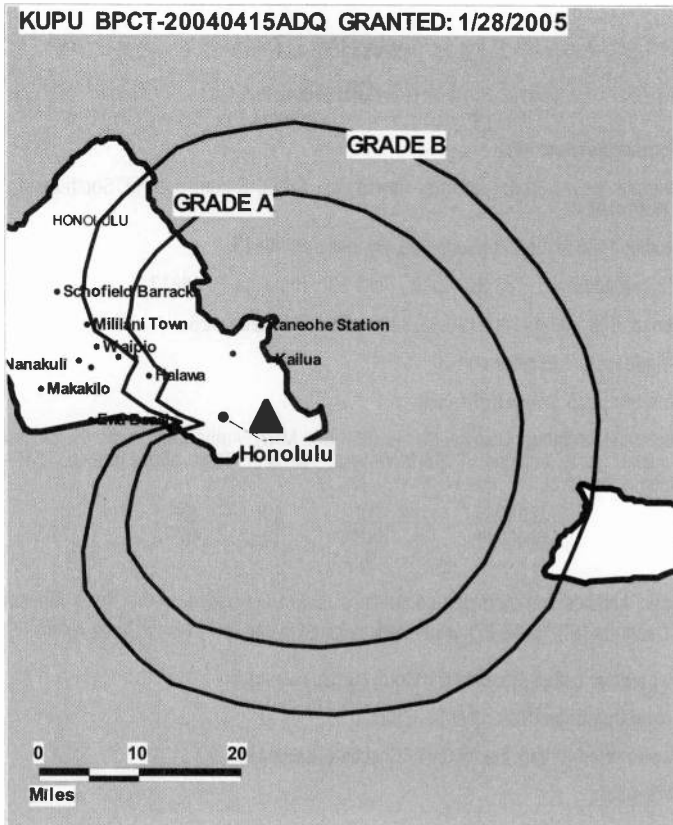 KUPU BPCT-20040415ADQ GRANTED: 1/28/2005
GRADE B
GRADE A
HONOLULU
Schofield Barrack
Mililani Town
Kaneohe Station
Waipio
Nanakuli
Kailua
Halawa
Makakilo
Ewa Beach
Honolulu
0 10 20
Miles